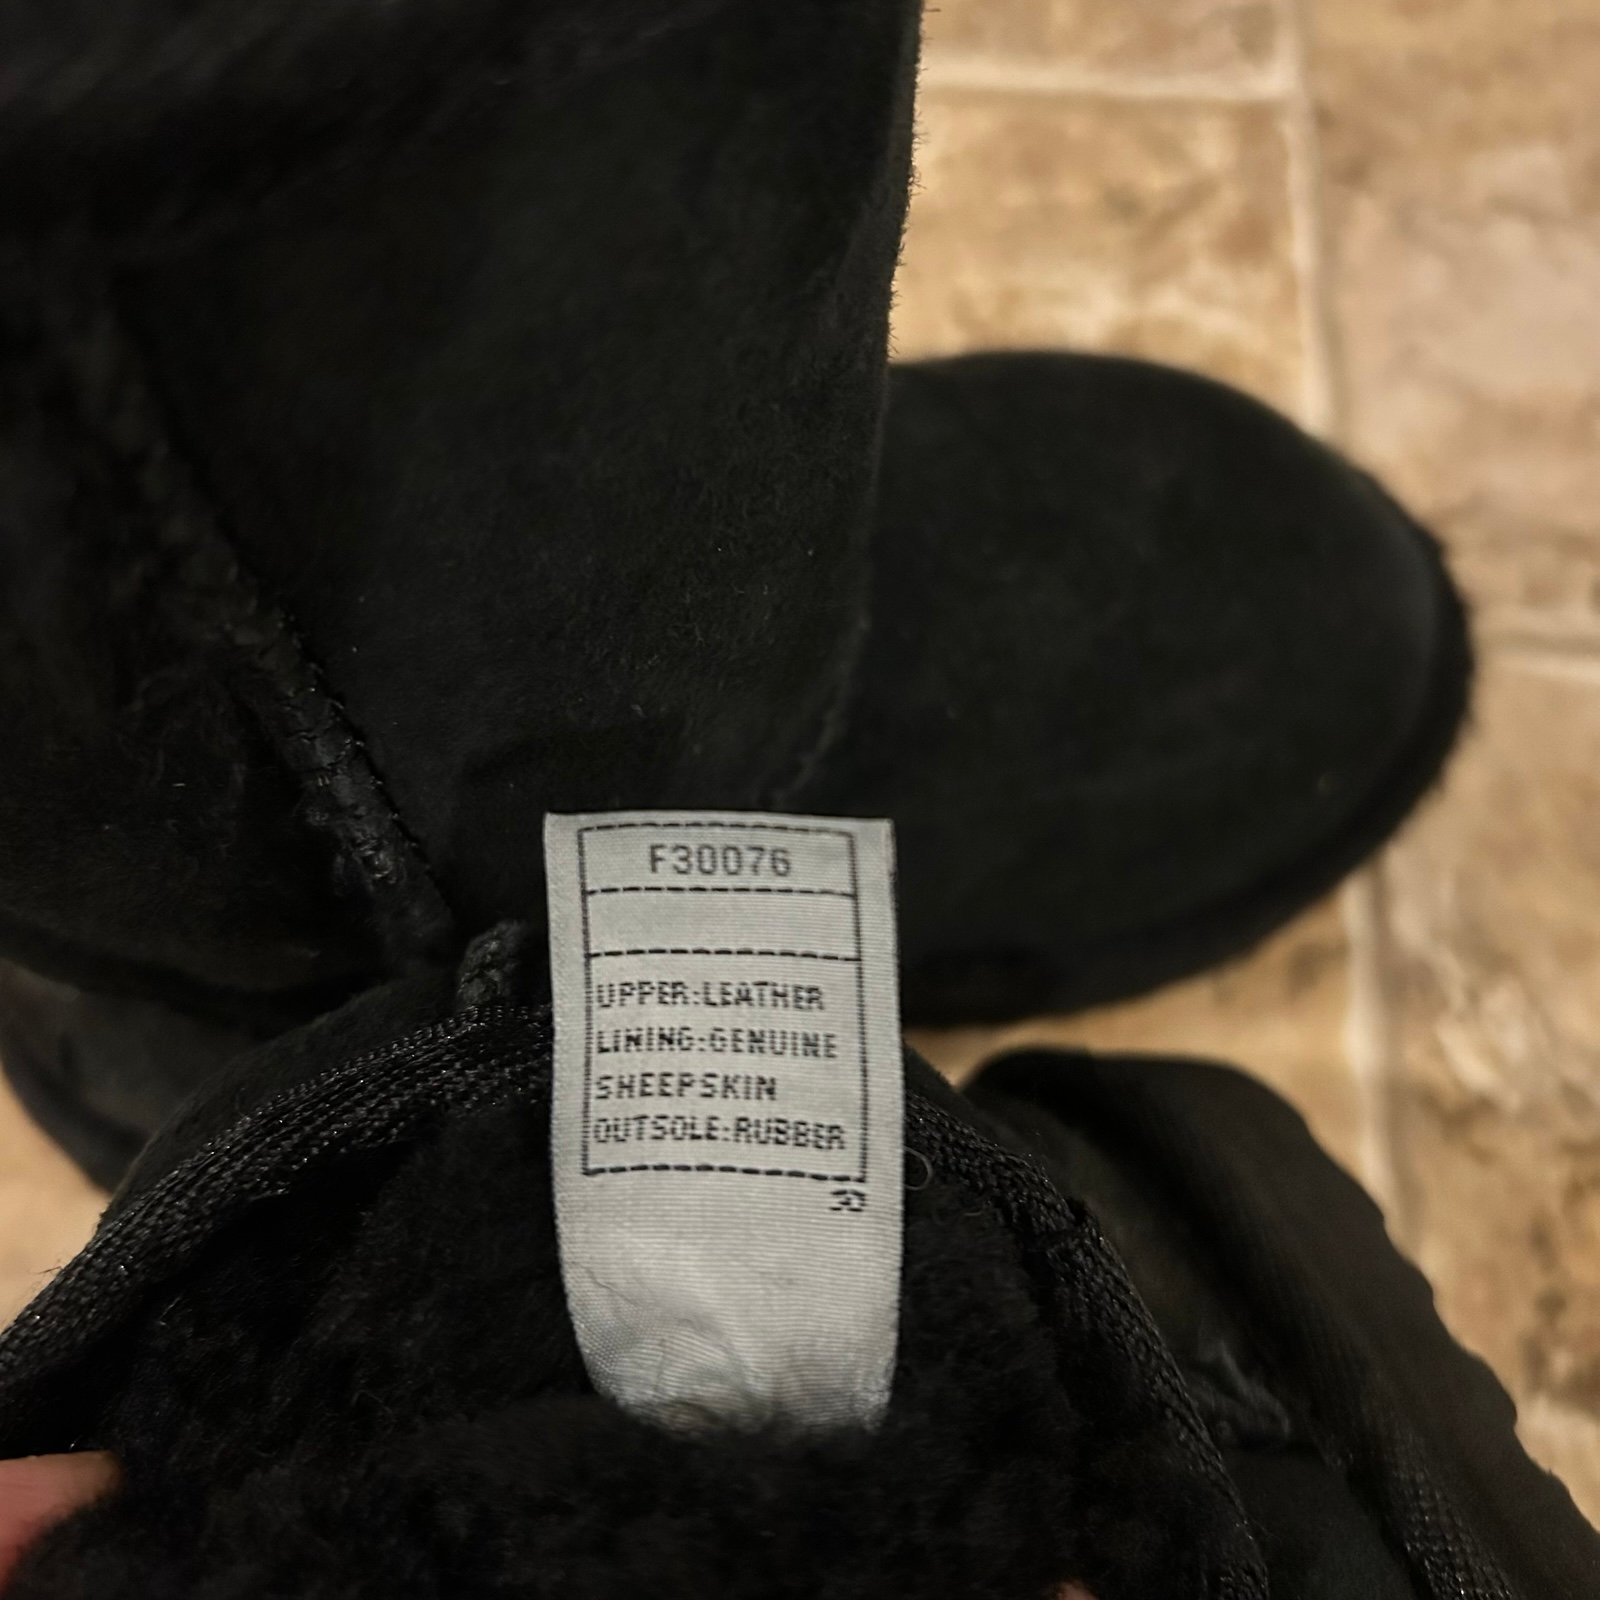 F30076
UPPER:LEATHER
LINING:GENUINE
SHEEPSKIN
OUTSOLE:RUBBER